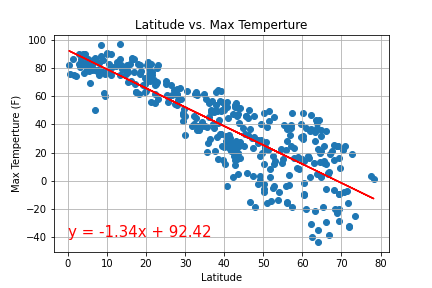 Latitude vs. Max Temperture
Max Temperture (F)
100
80
60
40
20
0
−20
−40
y = -1.34x + 92.42
0 10 20 30 40 50 60 70 80
Latitude